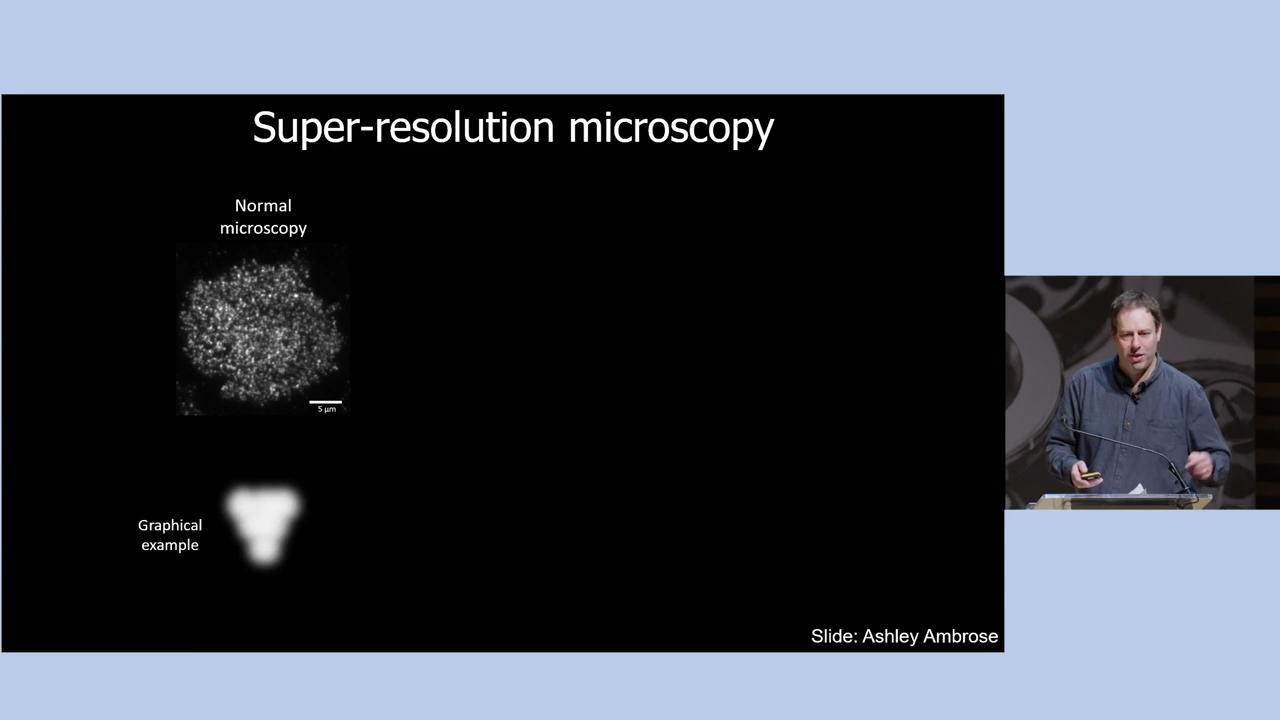 Super-resolution microscopy
Normal
microscopy
5 µm
Graphical
example
Slide: Ashley Ambrose